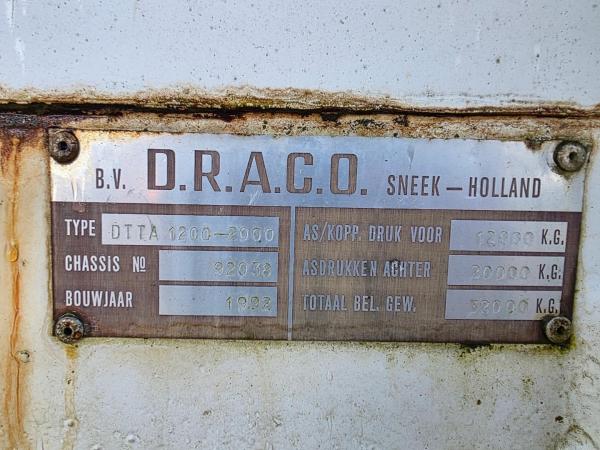 B.V. D.R.A.C.O. SNEEK – HOLLAND
TYPE DTTA 1200-2000
CHASSIS Nº 92038
BOUWJAAR 1992
AS/KOPP. DRUK VOOR 12000 K.G.
ASDRUKKEN ACHTER 20000 K.G.
TOTAAL BEL. GEW. 32000 K.G.